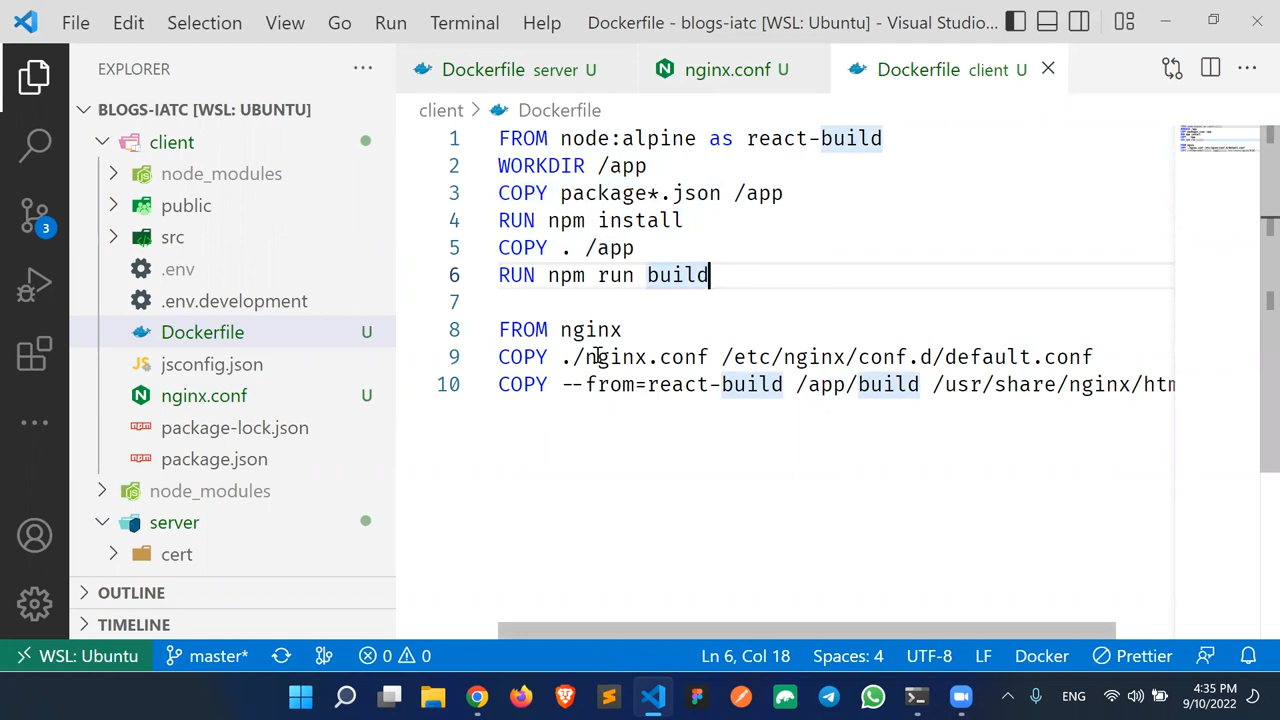 File Edit Selection View Go Run Terminal Help Dockerfile - blogs-iatc [WSL: Ubuntu] - Visual Studio...
EXPLORER
Dockerfile server U nginx.conf U Dockerfile client U
BLOGS-IATC [WSL: UBUNTU]
client
node_modules
public
src
.env
.env.development
Dockerfile U
jsconfig.json
nginx.conf U
package-lock.json
package.json
node_modules
server
cert
OUTLINE
TIMELINE
3
client > Dockerfile
1 FROM node:alpine as react-build
2 WORKDIR /app
3 COPY package*.json /app
4 RUN npm install
5 COPY . /app
6 RUN npm run build
7
8 FROM nginx
9 COPY ./nginx.conf /etc/nginx/conf.d/default.conf
10 COPY --from=react-build /app/build /usr/share/nginx/htm
WSL: Ubuntu master* 0 0 Ln 6, Col 18 Spaces: 4 UTF-8 LF Docker Prettier
ENG 4:35 PM
9/10/2022